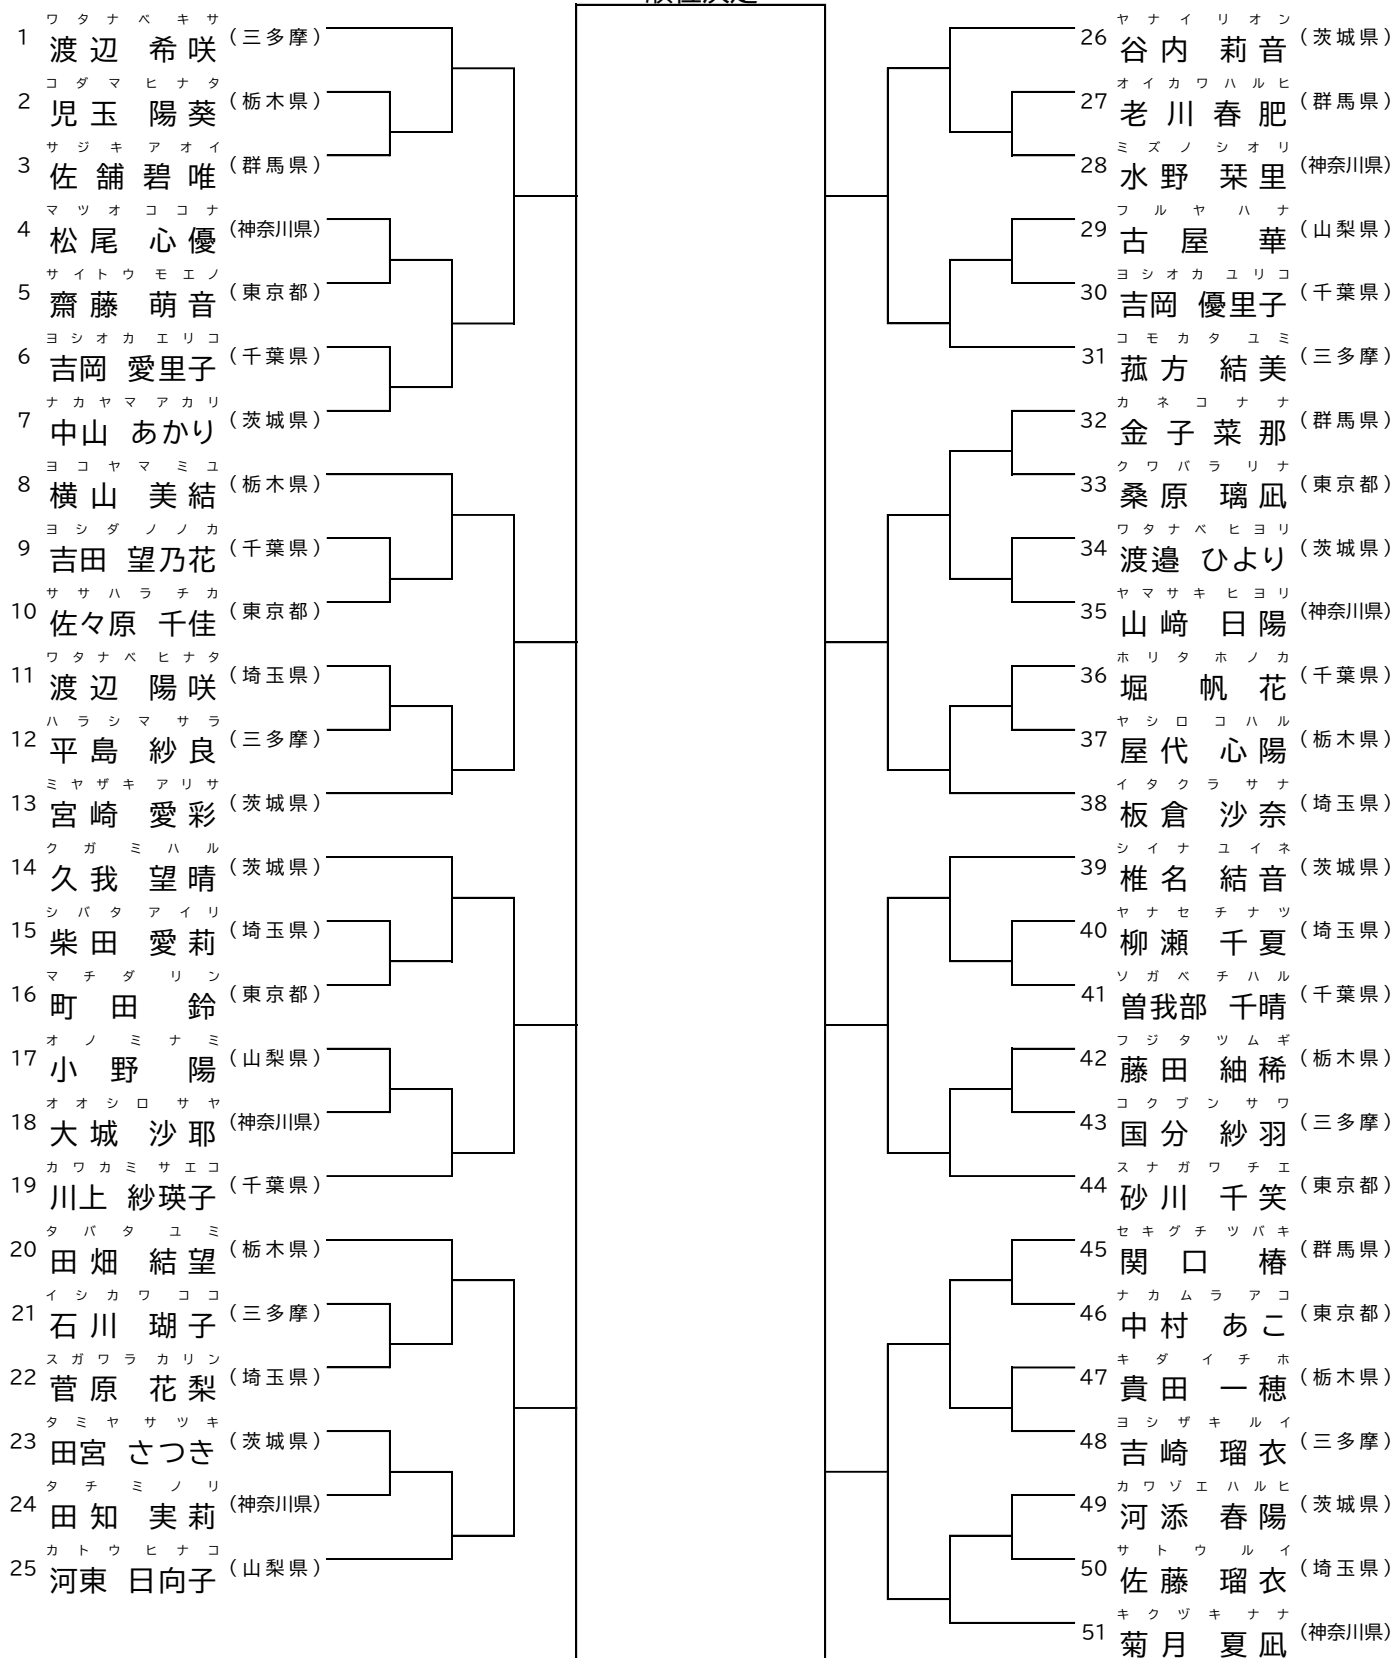 ワタナベ キサ
1 渡辺 希咲 (三多摩)
コダマ ヒナタ
2 児玉 陽葵 (栃木県)
サジキ アオイ
3 佐舗碧唯 (群馬県)
マツオ ココナ
4 松尾 心優 (神奈川県)
サイトウ モエノ
5 齋藤 萌音 (東京都)
ヨシオカ エリコ
6 吉岡 愛里子 (千葉県)
ナカヤマ アカリ
7 中山 あかり (茨城県)
ヨコヤマ ミユ
8 横山 美結 (栃木県)
ヨシダ ノノカ
9 吉田 望乃花 (千葉県)
ササハラ チカ
10 佐々原 千佳 (東京都)
ワタナベ ヒナタ
11 渡辺 陽咲 (埼玉県)
ハラシマ サラ
12 平島 紗良 (三多摩)
ミヤザキ アリサ
13 宮崎 愛彩 (茨城県)
クガ ミハル
14 久我 望晴 (茨城県)
シバタ アイリ
15 柴田 愛莉 (埼玉県)
マチダ リン
16 町田 鈴 (東京都)
オノ ミナミ
17 小野 陽 (山梨県)
オオシロ サヤ
18 大城 沙耶 (神奈川県)
カワカミ サエコ
19 川上 紗瑛子 (千葉県)
タバタ ユミ
20 田畑 結望 (栃木県)
イシカワ ココ
21 石川 瑚子 (三多摩)
スガワラ カリン
22 菅原 花梨 (埼玉県)
タミヤ サツキ
23 田宮 さつき (茨城県)
タチ ミノリ
24 田知 実莉 (神奈川県)
カトウ ヒナコ
25 河東 日向子 (山梨県)
ヤナイ リオン
26 谷内 莉音 (茨城県)
オイカワハルヒ
27 老川春肥 (群馬県)
ミズノ シオリ
28 水野 栞里 (神奈川県)
フルヤ ハナ
29 古屋 華 (山梨県)
ヨシオカ ユリコ
30 吉岡 優里子 (千葉県)
コモカタ ユミ
31 菰方 結美 (三多摩)
カネコナナ
32 金子菜那 (群馬県)
クワバラ リナ
33 桑原 璃凪 (東京都)
ワタナベ ヒヨリ
34 渡邉 ひより (茨城県)
ヤマサキ ヒヨリ
35 山﨑 日陽 (神奈川県)
ホリタ ホノカ
36 堀 帆花 (千葉県)
ヤシロ コハル
37 屋代 心陽 (栃木県)
イタクラ サナ
38 板倉 沙奈 (埼玉県)
シイナ ユイネ
39 椎名 結音 (茨城県)
ヤナセ チナツ
40 柳瀬 千夏 (埼玉県)
ソガベ チハル
41 曽我部 千晴 (千葉県)
フジタ ツムギ
42 藤田 紬稀 (栃木県)
コクブン サワ
43 国分 紗羽 (三多摩)
スナガワ チエ
44 砂川 千笑 (東京都)
セキグチ ツバキ
45 関口 椿 (群馬県)
ナカムラ アコ
46 中村 あこ (東京都)
キダ イチホ
47 貴田 一穂 (栃木県)
ヨシザキ ルイ
48 吉崎 瑠衣 (三多摩)
カワゾエ ハルヒ
49 河添 春陽 (茨城県)
サトウ ルイ
50 佐藤 瑠衣 (埼玉県)
キクヅキ ナナ
51 菊月 夏凪 (神奈川県)